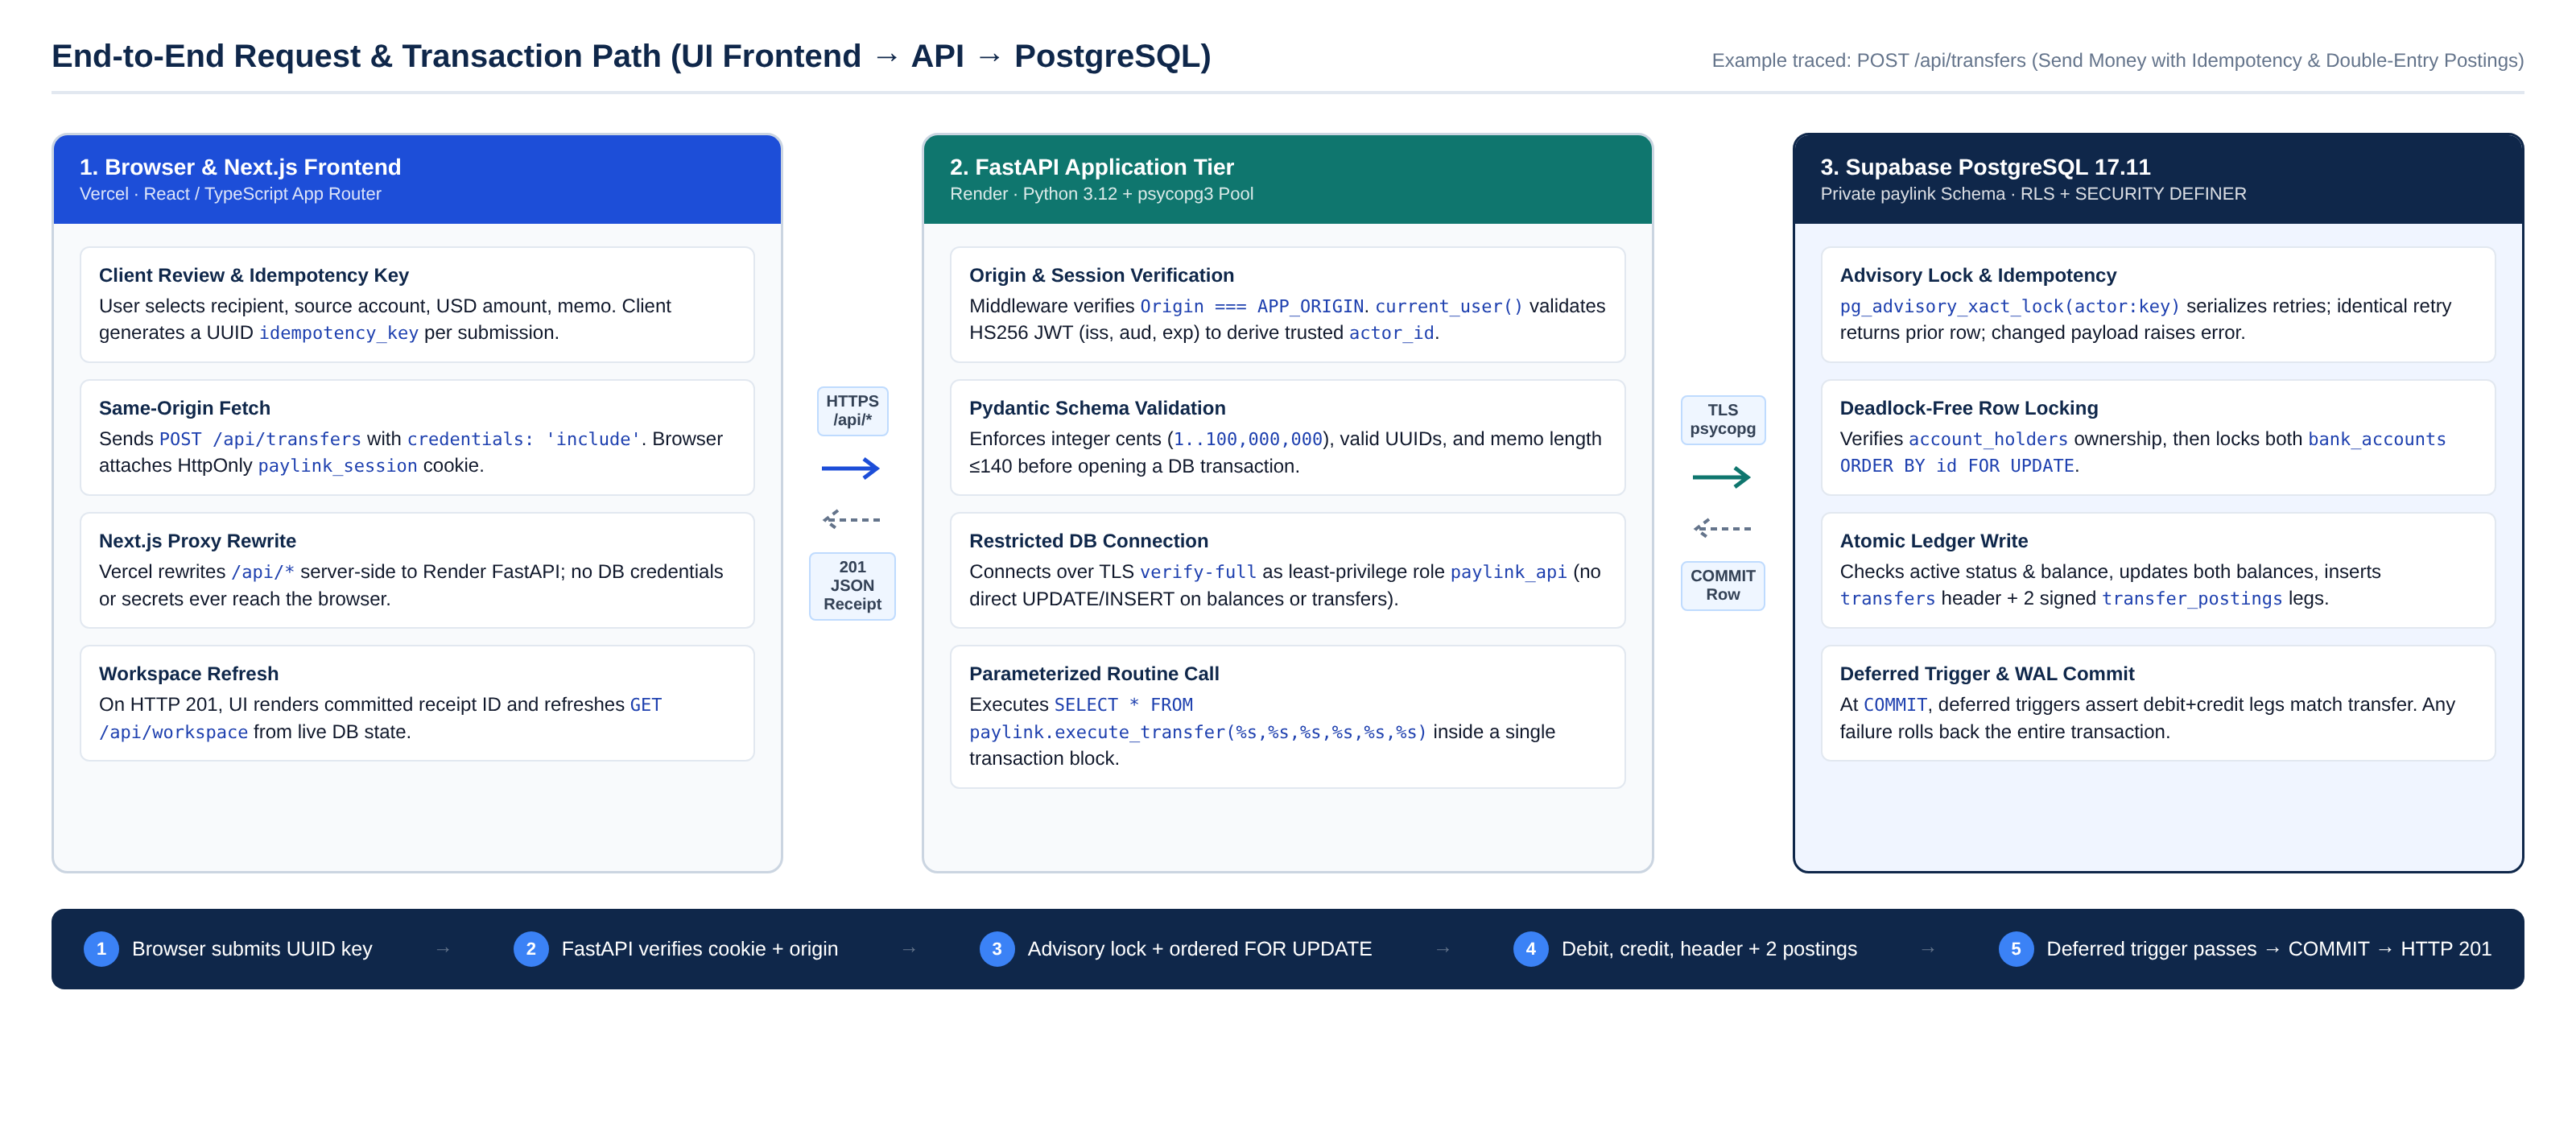 End-to-End Request & Transaction Path (UI Frontend → API → PostgreSQL)
Example traced: POST /api/transfers (Send Money with Idempotency & Double-Entry Postings)
1. Browser & Next.js Frontend
Vercel · React / TypeScript App Router
Client Review & Idempotency Key
User selects recipient, source account, USD amount, memo. Client
generates a UUID idempotency_key per submission.
Same-Origin Fetch
Sends POST /api/transfers with credentials: 'include'. Browser
attaches HttpOnly paylink_session cookie.
Next.js Proxy Rewrite
Vercel rewrites /api/* server-side to Render FastAPI; no DB credentials
or secrets ever reach the browser.
Workspace Refresh
On HTTP 201, UI renders committed receipt ID and refreshes GET
/api/workspace from live DB state.
HTTPS
/api/*
201
JSON
Receipt
2. FastAPI Application Tier
Render · Python 3.12 + psycopg3 Pool
Origin & Session Verification
Middleware verifies Origin === APP_ORIGIN. current_user() validates
HS256 JWT (iss, aud, exp) to derive trusted actor_id.
Pydantic Schema Validation
Enforces integer cents (1..100,000,000), valid UUIDs, and memo length
≤140 before opening a DB transaction.
Restricted DB Connection
Connects over TLS verify-full as least-privilege role paylink_api (no
direct UPDATE/INSERT on balances or transfers).
Parameterized Routine Call
Executes SELECT * FROM
paylink.execute_transfer(%s,%s,%s,%s,%s,%s) inside a single
transaction block.
TLS
psycopg
COMMIT
Row
3. Supabase PostgreSQL 17.11
Private paylink Schema · RLS + SECURITY DEFINER
Advisory Lock & Idempotency
pg_advisory_xact_lock(actor:key) serializes retries; identical retry
returns prior row; changed payload raises error.
Deadlock-Free Row Locking
Verifies account_holders ownership, then locks both bank_accounts
ORDER BY id FOR UPDATE.
Atomic Ledger Write
Checks active status & balance, updates both balances, inserts
transfers header + 2 signed transfer_postings legs.
Deferred Trigger & WAL Commit
At COMMIT, deferred triggers assert debit+credit legs match transfer. Any
failure rolls back the entire transaction.
1 Browser submits UUID key → 2 FastAPI verifies cookie + origin → 3 Advisory lock + ordered FOR UPDATE → 4 Debit, credit, header + 2 postings → 5 Deferred trigger passes → COMMIT → HTTP 201